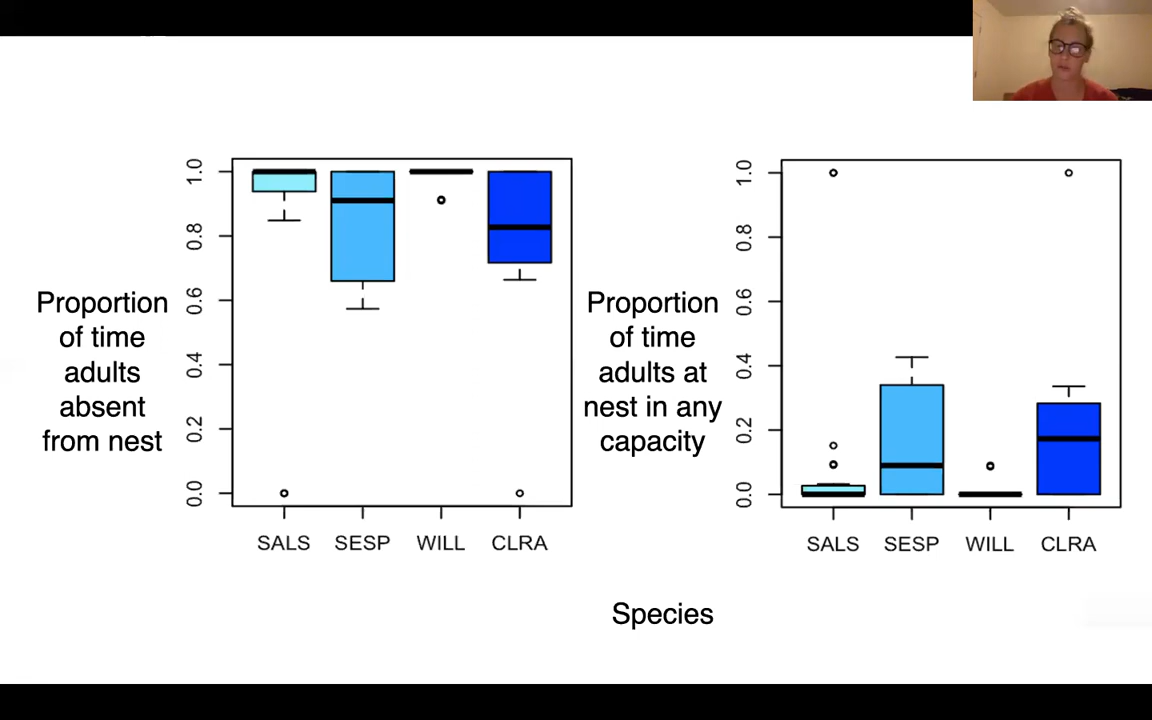 Proportion
of time
adults
absent
from nest
1.0
0.8
0.6
0.4
0.2
0.0
SALS SESP WILL CLRA
Proportion
of time
adults at
nest in any
capacity
1.0
0.8
0.6
0.4
0.2
0.0
SALS SESP WILL CLRA
Species